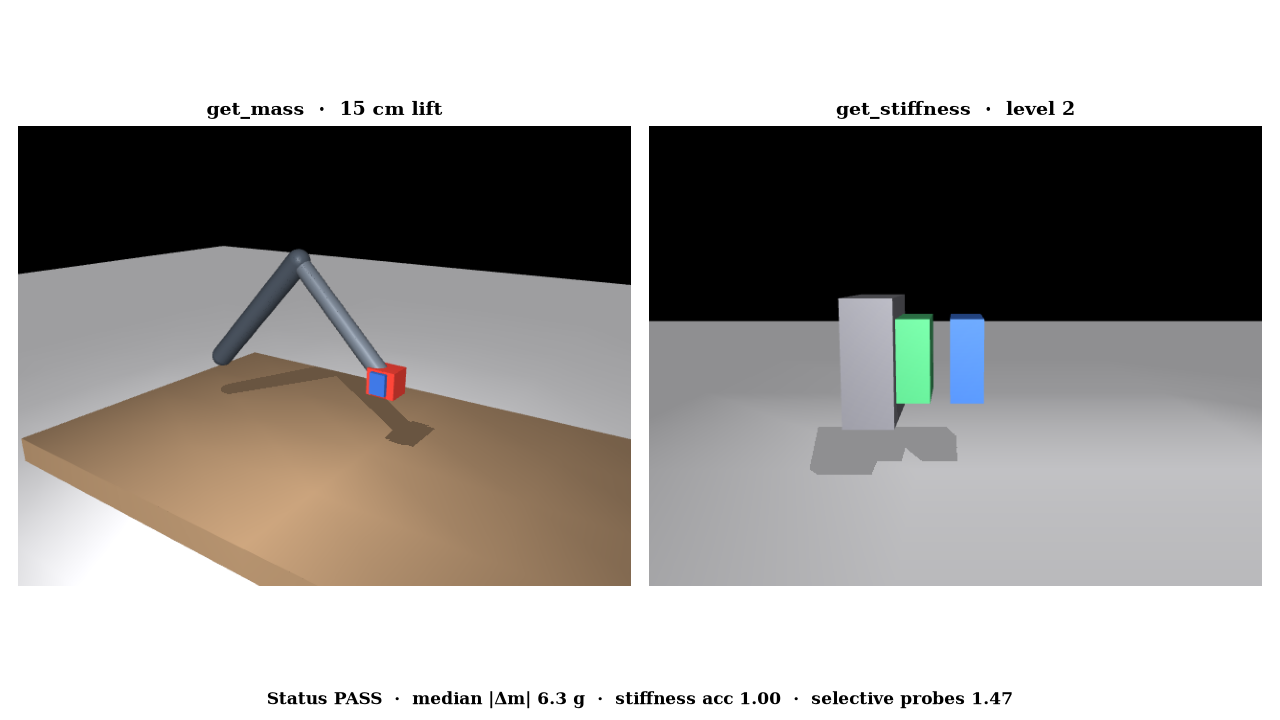 get_mass · 15 cm lift
get_stiffness · level 2
Status PASS · median |Δm| 6.3 g · stiffness acc 1.00 · selective probes 1.47